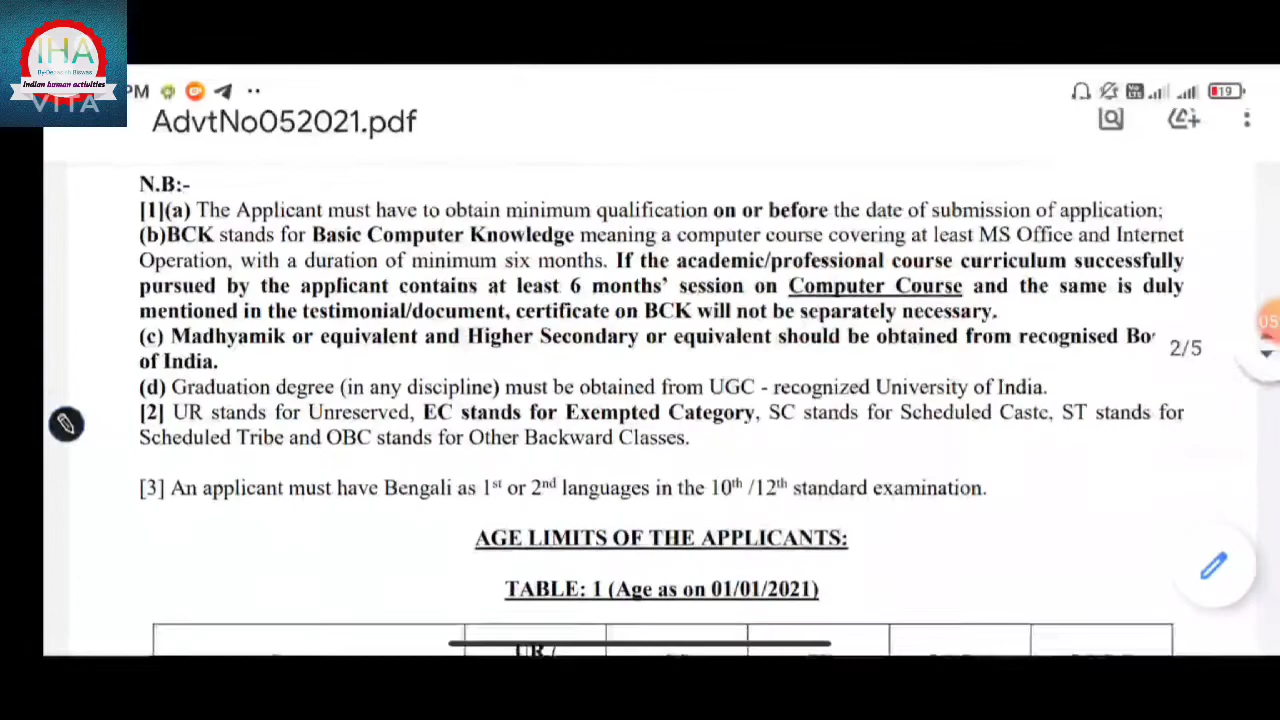 IHA
By-Debasish Biswas
Indian human activities
VITA
PM
19
AdvtNo052021.pdf
N.B:-
[1](a) The Applicant must have to obtain minimum qualification on or before the date of submission of application;
(b)BCK stands for Basic Computer Knowledge meaning a computer course covering at least MS Office and Internet
Operation, with a duration of minimum six months. If the academic/professional course curriculum successfully
pursued by the applicant contains at least 6 months’ session on Computer Course and the same is duly
mentioned in the testimonial/document, certificate on BCK will not be separately necessary.
(c) Madhyamik or equivalent and Higher Secondary or equivalent should be obtained from recognised Bo
2/5
of India.
(d) Graduation degree (in any discipline) must be obtained from UGC - recognized University of India.
[2] UR stands for Unreserved, EC stands for Exempted Category, SC stands for Scheduled Caste, ST stands for
Scheduled Tribe and OBC stands for Other Backward Classes.
[3] An applicant must have Bengali as 1st or 2nd languages in the 10th /12th standard examination.
AGE LIMITS OF THE APPLICANTS:
TABLE: 1 (Age as on 01/01/2021)
UR /